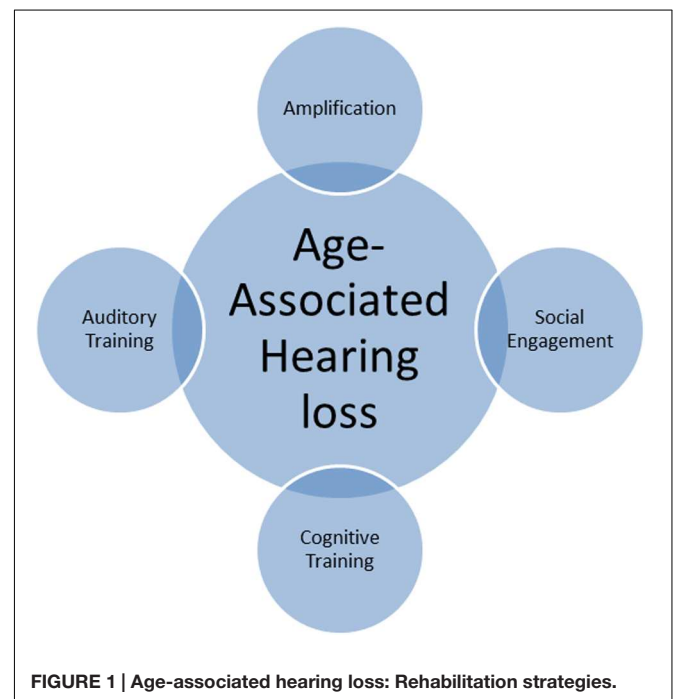 Amplification
Age-
Associated
Hearing
loss
Auditory
Training
Social
Engagement
Cognitive
Training
FIGURE 1 | Age-associated hearing loss: Rehabilitation strategies.